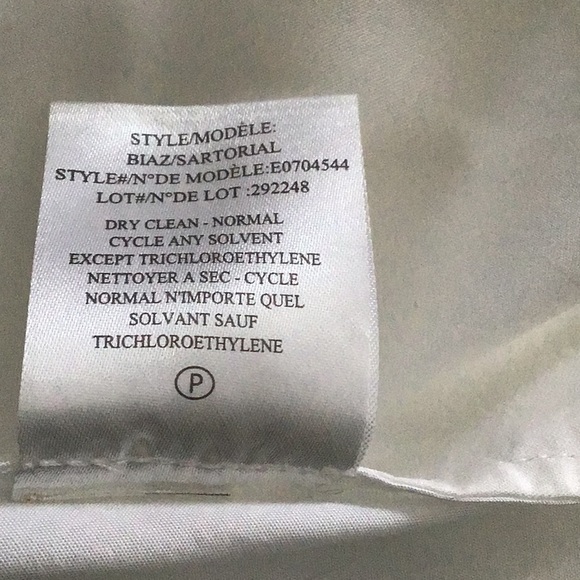 STYLE/MODÈLE:
BIAZ/SARTORIAL
STYLE#/N°DE MODÈLE:E0704544
LOT#/N°DE LOT :292248
DRY CLEAN - NORMAL
CYCLE ANY SOLVENT
EXCEPT TRICHLOROETHYLENE
NETTOYER A SEC - CYCLE
NORMAL N'IMPORTE QUEL
SOLVANT SAUF
TRICHLOROETHYLENE
P